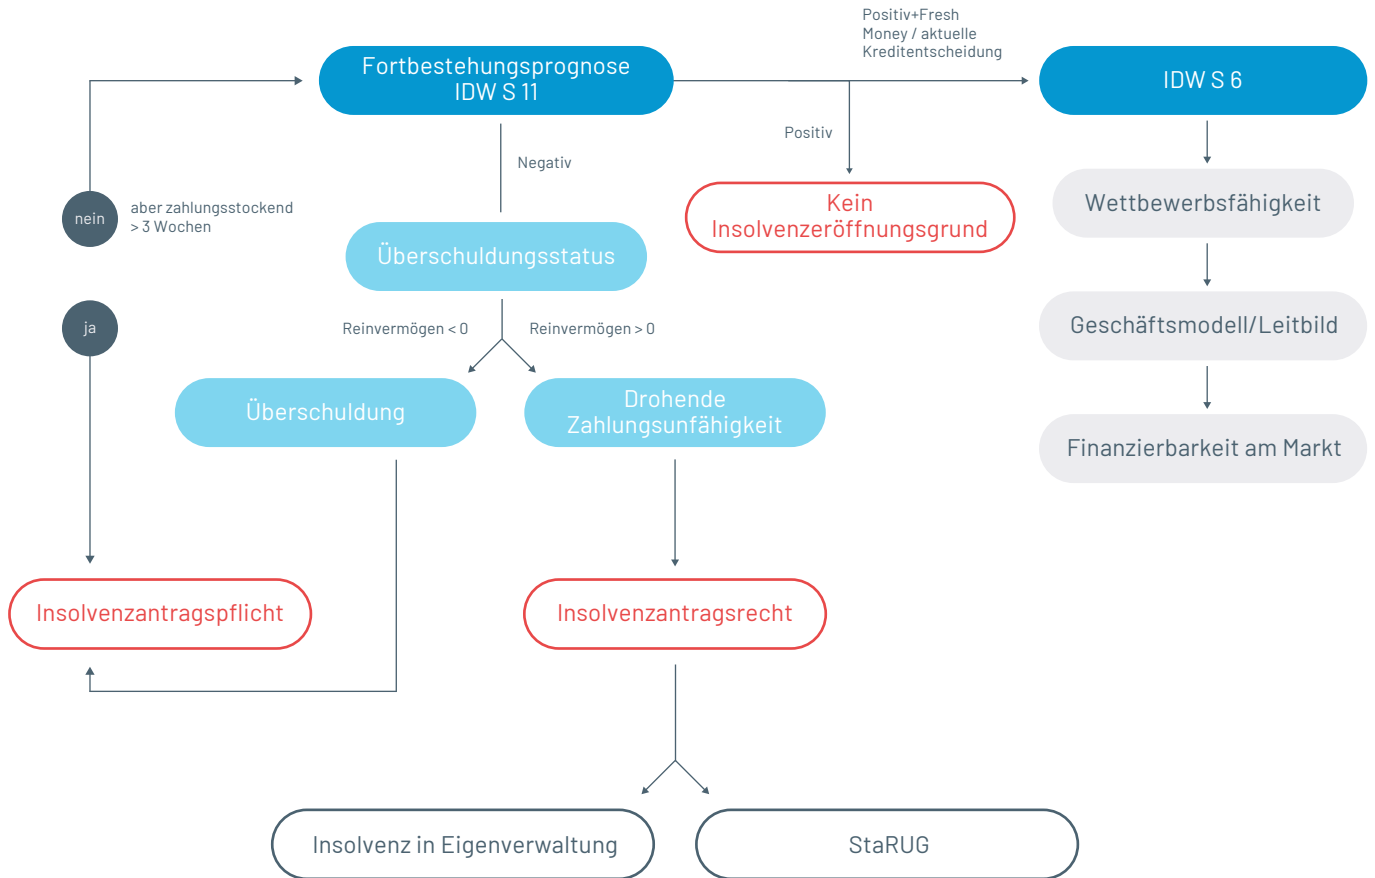 Positiv+Fresh
Money / aktuelle
Kreditentscheidung
Fortbestehungsprognose
IDW S 11
IDW S 6
Positiv
Negativ
nein
aber zahlungsstockend
> 3 Wochen
Kein
Insolvenzeröffnungsgrund
Wettbewerbsfähigkeit
Überschuldungsstatus
ja
Reinvermögen < 0
Reinvermögen > 0
Geschäftsmodell/Leitbild
Überschuldung
Drohende
Zahlungsunfähigkeit
Finanzierbarkeit am Markt
Insolvenzantragspflicht
Insolvenzantragsrecht
Insolvenz in Eigenverwaltung
StaRUG